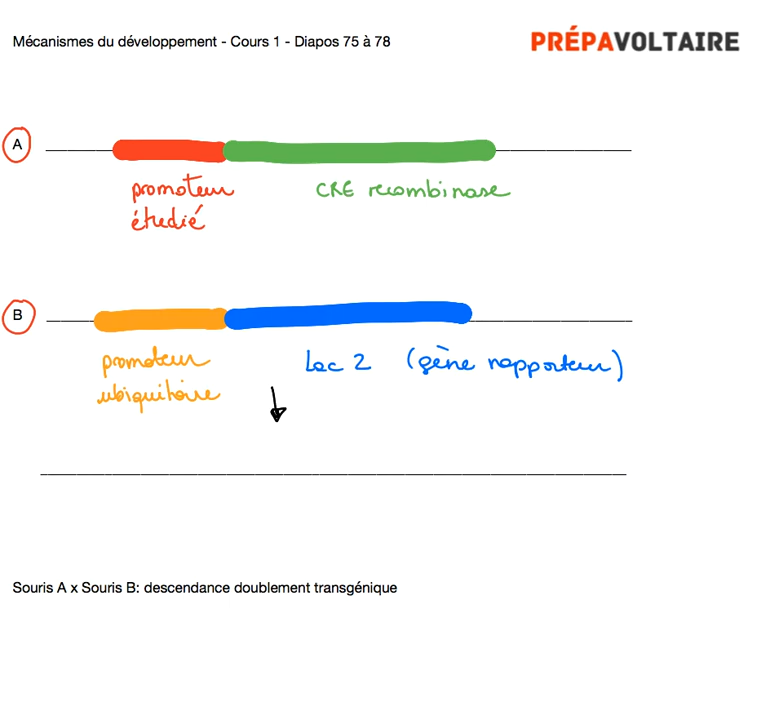 Mécanismes du développement - Cours 1 - Diapos 75 à 78
PRÉPAVOLTAIRE
A
promoteur
étudié
CRE recombinase
B
promoteur
ubiquitaire
Lac Z (gène rapporteur)
Souris A x Souris B: descendance doublement transgénique